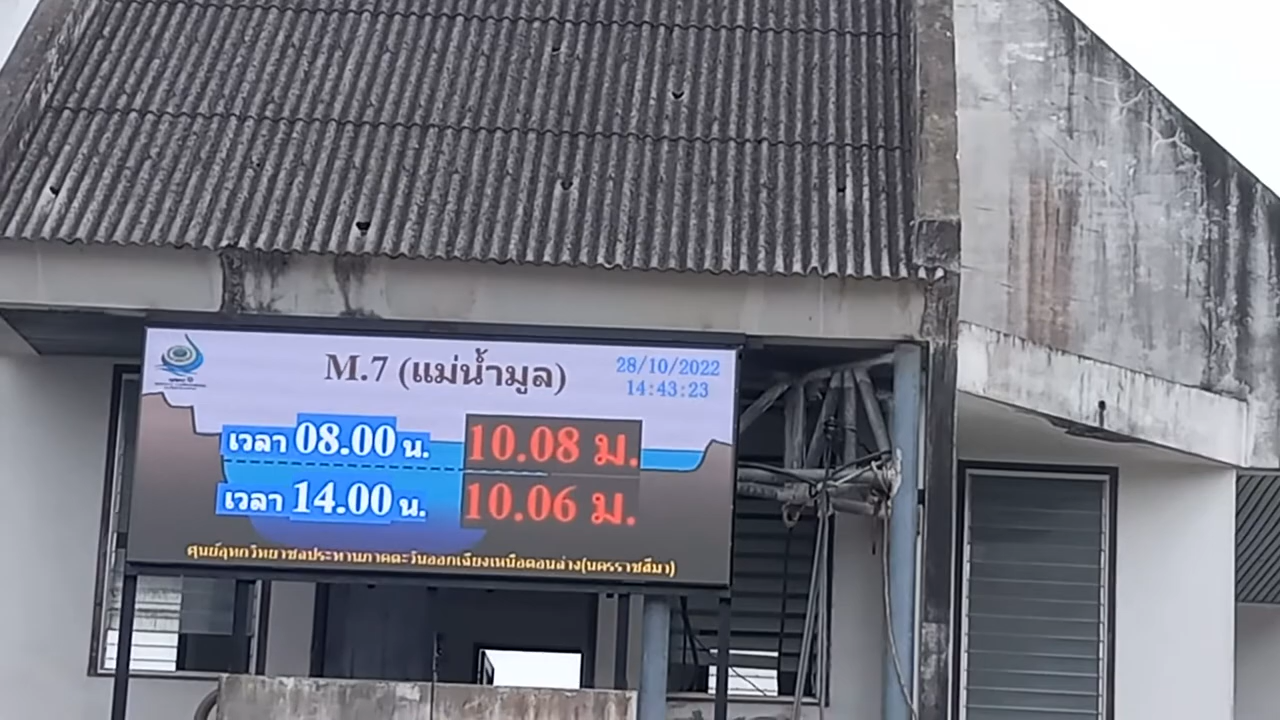 M.7 (แม่น้ำมูล)
28/10/2022
14:43:23
เวลา 08.00 น. 10.08 ม.
เวลา 14.00 น. 10.06 ม.
ศูนย์อุทกวิทยาชลประทานภาคตะวันออกเฉียงเหนือตอนล่าง(นครราชสีมา)